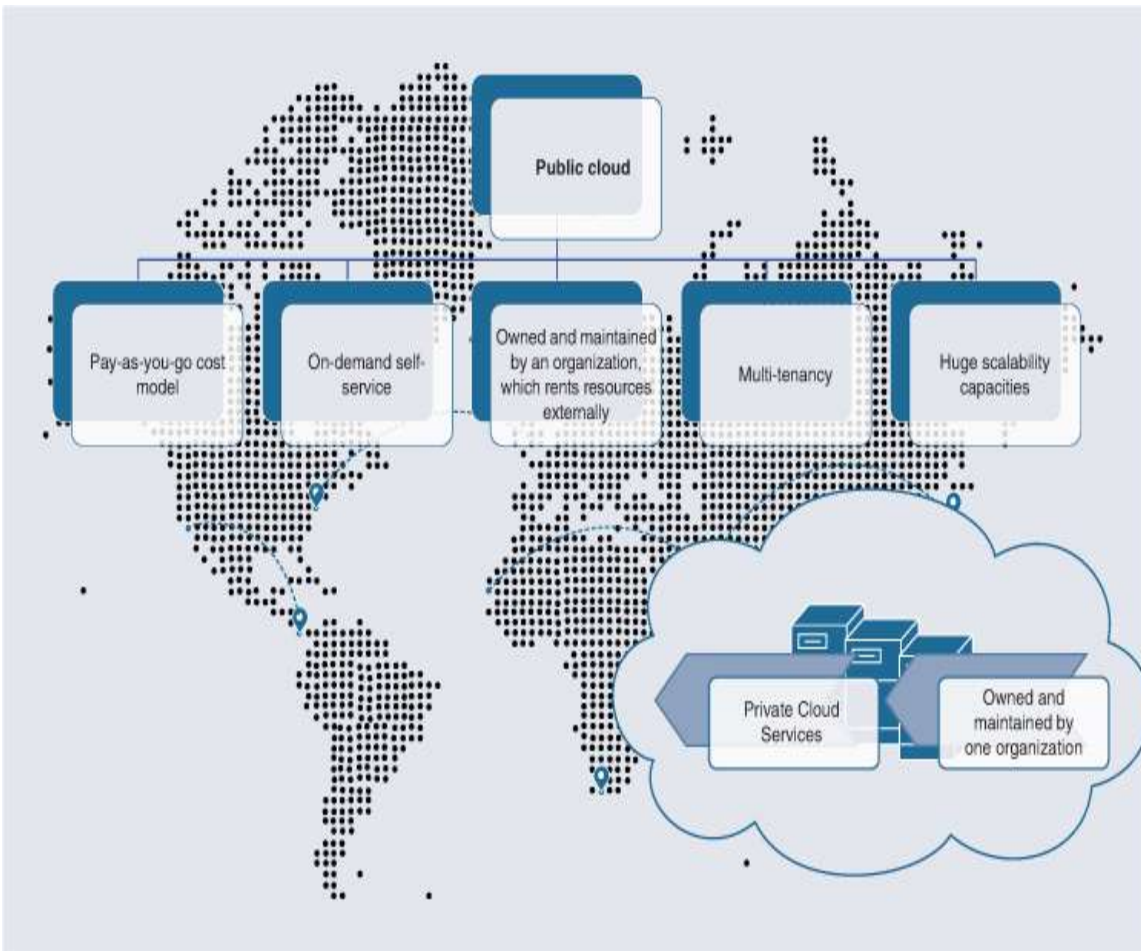 Public cloud
Pay-as-you-go cost
model
On-demand self-
service
Owned and maintained
by an organization,
which rents resources
externally
Multi-tenancy
Huge scalability
capacities
Private Cloud
Services
Owned and
maintained by
one organization